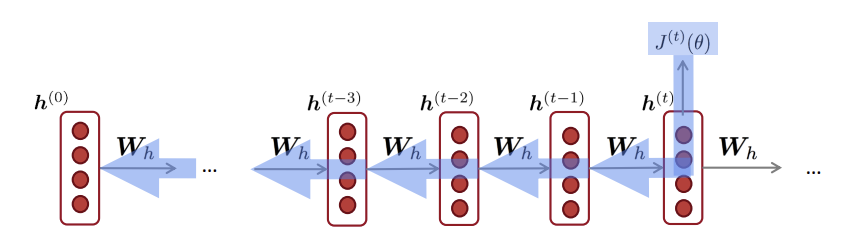 J^{(t)}(θ)
h^{(0)} h^{(t−3)} h^{(t−2)} h^{(t−1)} h^{(t)}
W_h ... W_h W_h W_h W_h W_h ...